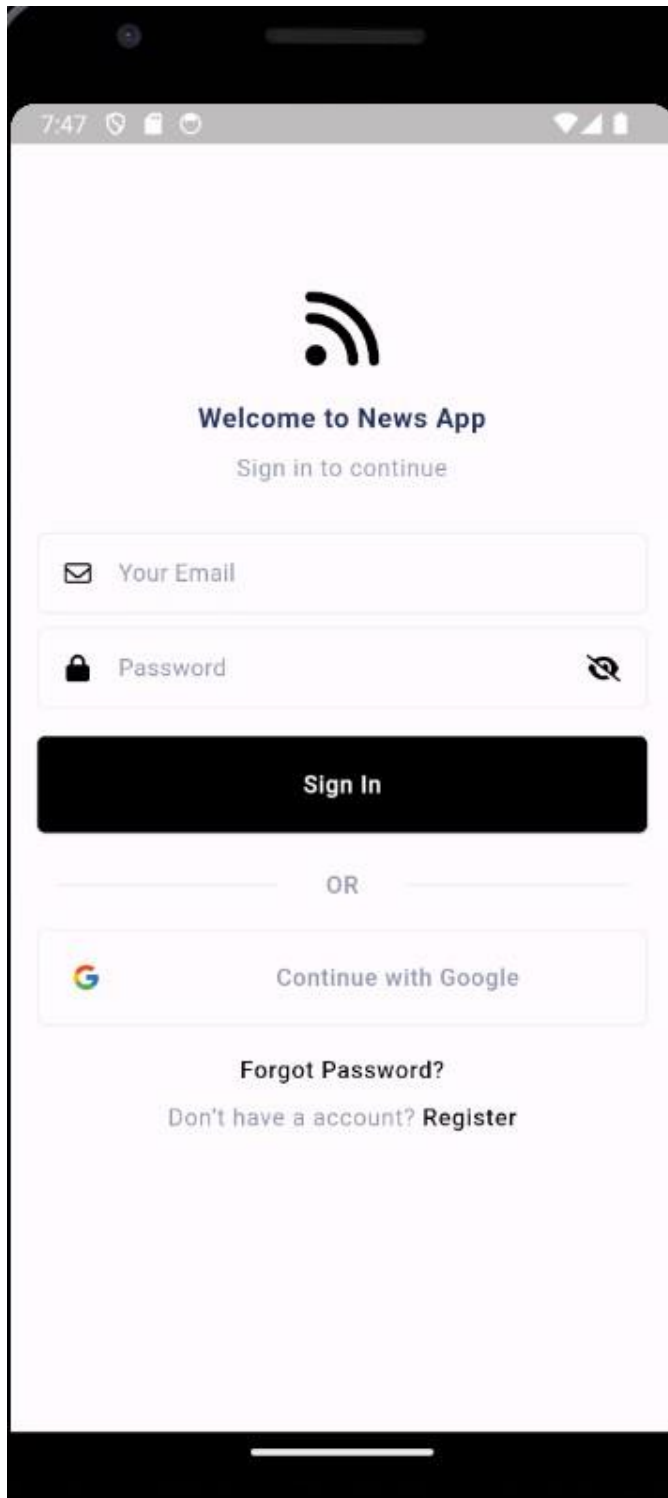 7:47
Welcome to News App
Sign in to continue
Your Email
Password
Sign In
OR
Continue with Google
Forgot Password?
Don't have a account? Register